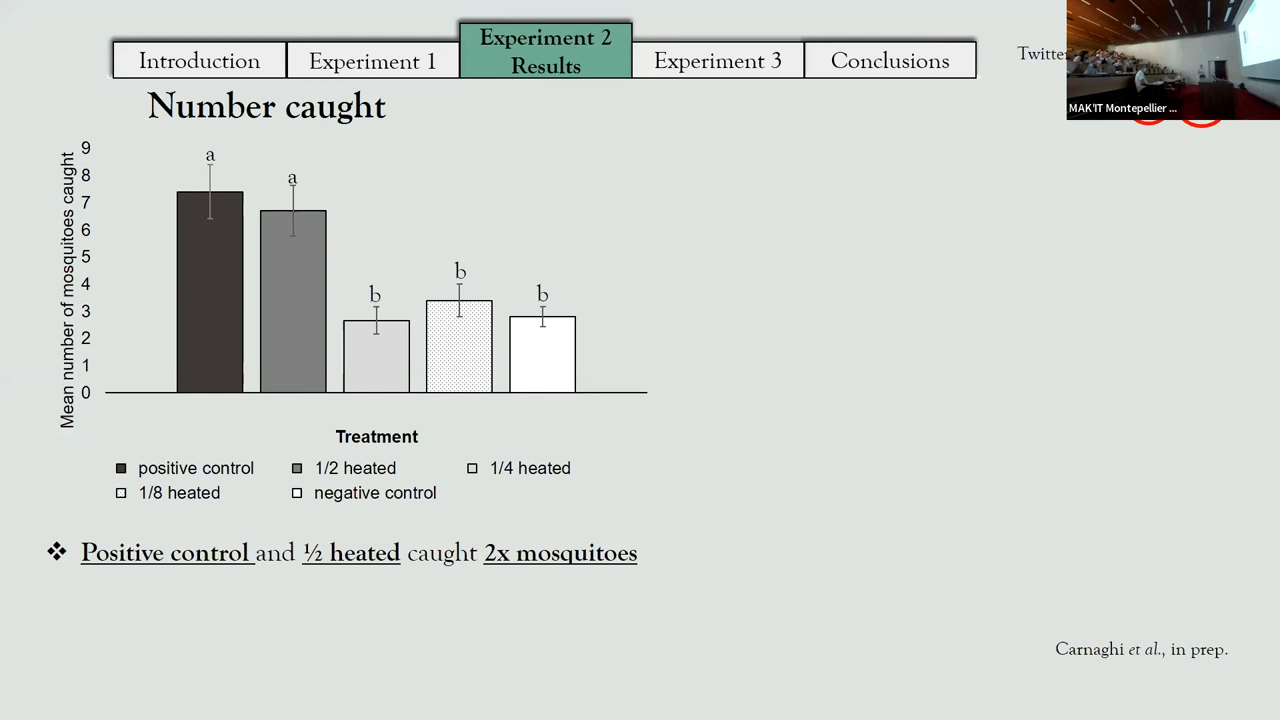 Introduction
Experiment 1
Experiment 2
Results
Experiment 3
Conclusions
MAK'IT Montepellier ...
Number caught
9
8
7
6
5
4
3
2
1
0
Mean number of mosquitoes caught
a
a
b
b
b
Treatment
positive control
1/2 heated
1/4 heated
1/8 heated
negative control
❖ Positive control and ½ heated caught 2x mosquitoes
Carnaghi et al., in prep.